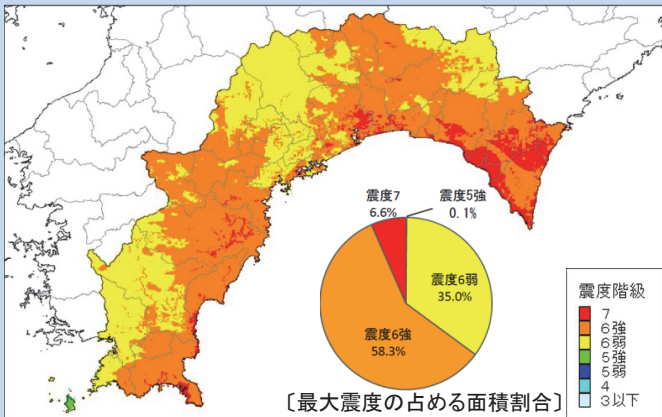 震度7
6.6%
震度5強
0.1%
震度6弱
35.0%
震度6強
58.3%
〔最大震度の占める面積割合〕
震度階級
7
6強
6弱
5強
5弱
4
3以下